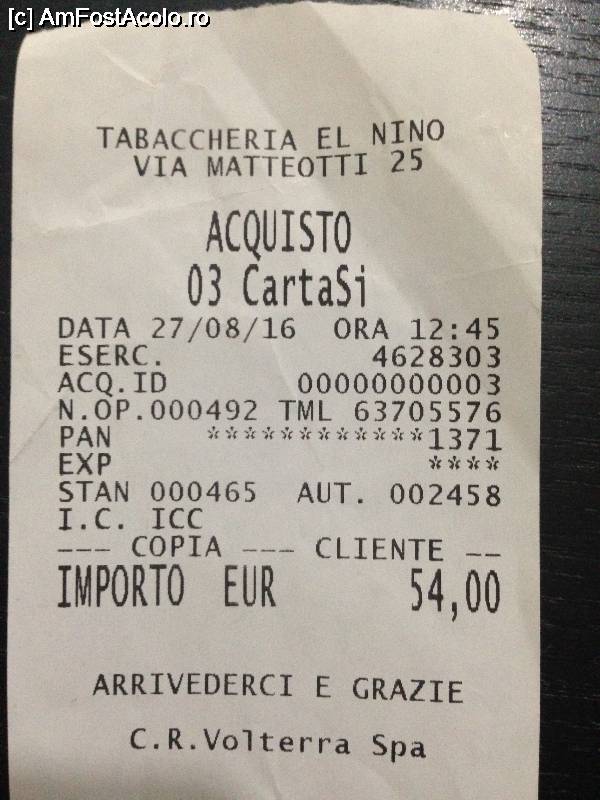 [c] AmFostAcolo.ro
TABACCHERIA EL NINO
VIA MATTEOTTI 25
ACQUISTO
03 CartaSi
DATA 27/08/16 ORA 12:45
ESERC. 4628303
ACQ.ID 00000000003
N.OP.000492 TML 63705576
PAN ************1371
EXP ****
STAN 000465 AUT. 002458
I.C. ICC
--- COPIA --- CLIENTE --
IMPORTO EUR 54,00
ARRIVEDERCI E GRAZIE
C.R.Volterra Spa